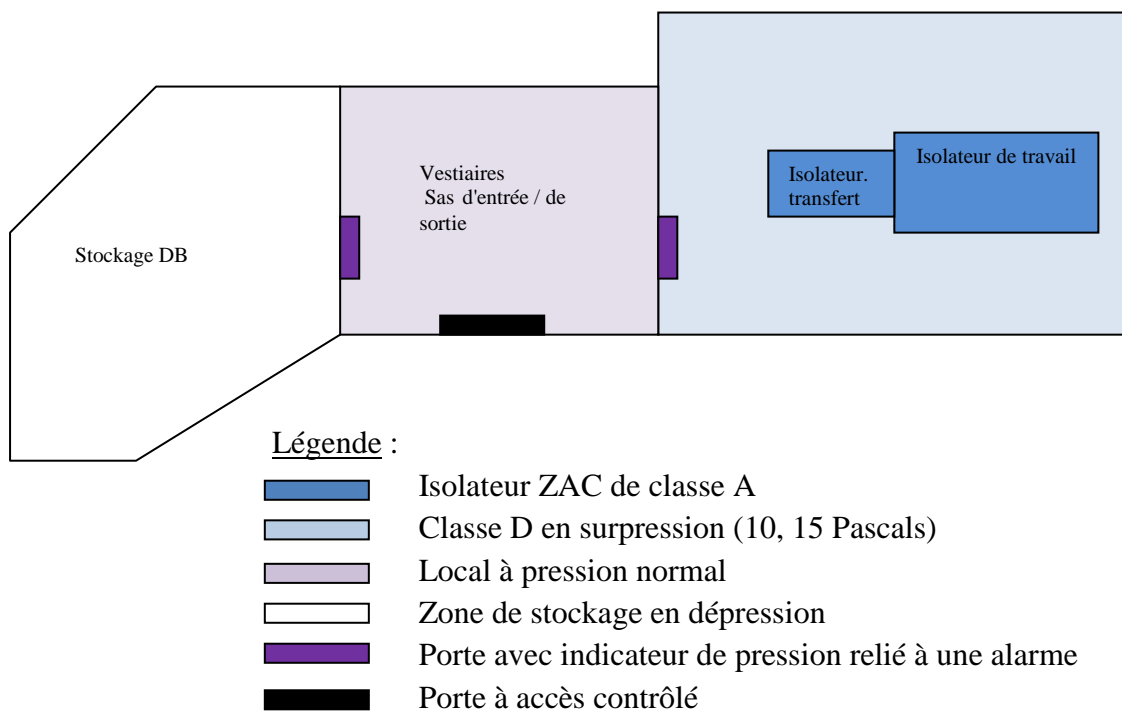 Stockage DB
Vestiaires
Sas d'entrée / de
sortie
Isolateur.
transfert
Isolateur de travail
Légende :
Isolateur ZAC de classe A
Classe D en surpression (10, 15 Pascals)
Local à pression normal
Zone de stockage en dépression
Porte avec indicateur de pression relié à une alarme
Porte à accès contrôlé